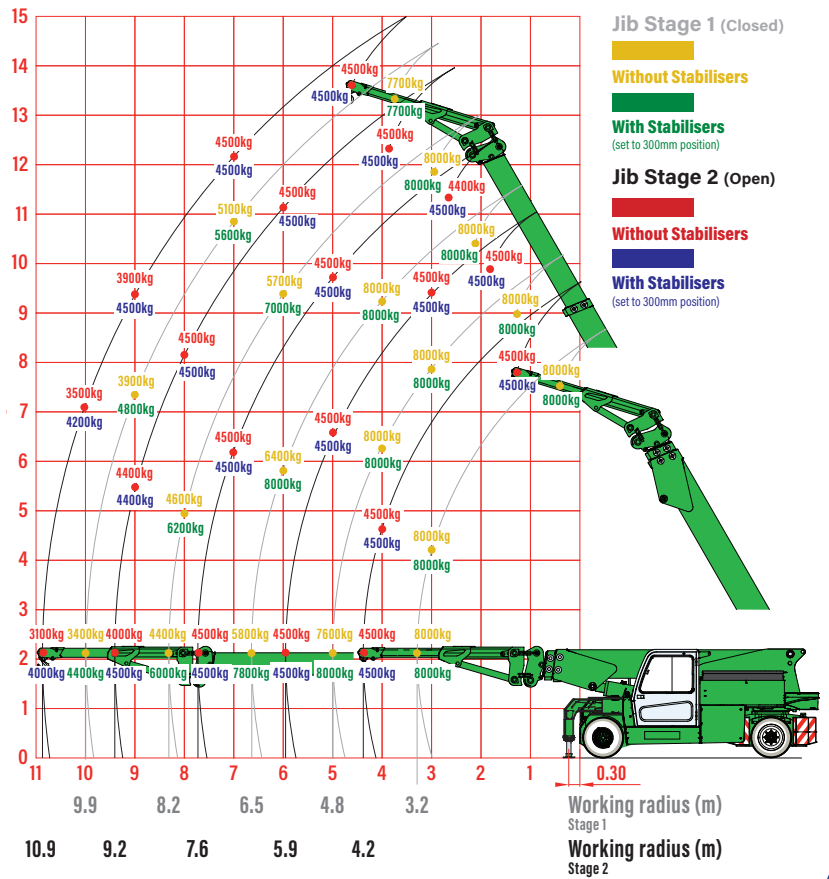 15
Jib Stage 1 (Closed)
14
Without Stabilisers
4500kg
7700kg
4500kg
7700kg
13
With Stabilisers
(set to 300mm position)
4500kg
4500kg
4500kg
4500kg
12
8000kg
8000kg
4400kg
4500kg
Jib Stage 2 (Open)
4500kg
4500kg
11
5100kg
5600kg
Without Stabilisers
8000kg
8000kg
10
4500kg
4500kg
4500kg
4500kg
With Stabilisers
(set to 300mm position)
3900kg
4500kg
5700kg
7000kg
8000kg
8000kg
4500kg
4500kg
8000kg
8000kg
9
4500kg
4500kg
8000kg
8000kg
8
4500kg
4500kg
8000kg
8000kg
3500kg
4200kg
3900kg
4800kg
7
4500kg
4500kg
4500kg
4500kg
6
6400kg
8000kg
8000kg
8000kg
4400kg
4400kg
5
4600kg
6200kg
4500kg
4500kg
8000kg
8000kg
4
3
3100kg
3400kg
4000kg
4400kg
4500kg
5800kg
4500kg
7600kg
4500kg
8000kg
2
4000kg
4400kg
4500kg
6000kg
4500kg
7800kg
4500kg
8000kg
4500kg
8000kg
1
0
11
10
9
8
7
6
5
4
3
2
1
0.30
9.9
8.2
6.5
4.8
3.2
Working radius (m)
Stage 1
10.9
9.2
7.6
5.9
4.2
Working radius (m)
Stage 2